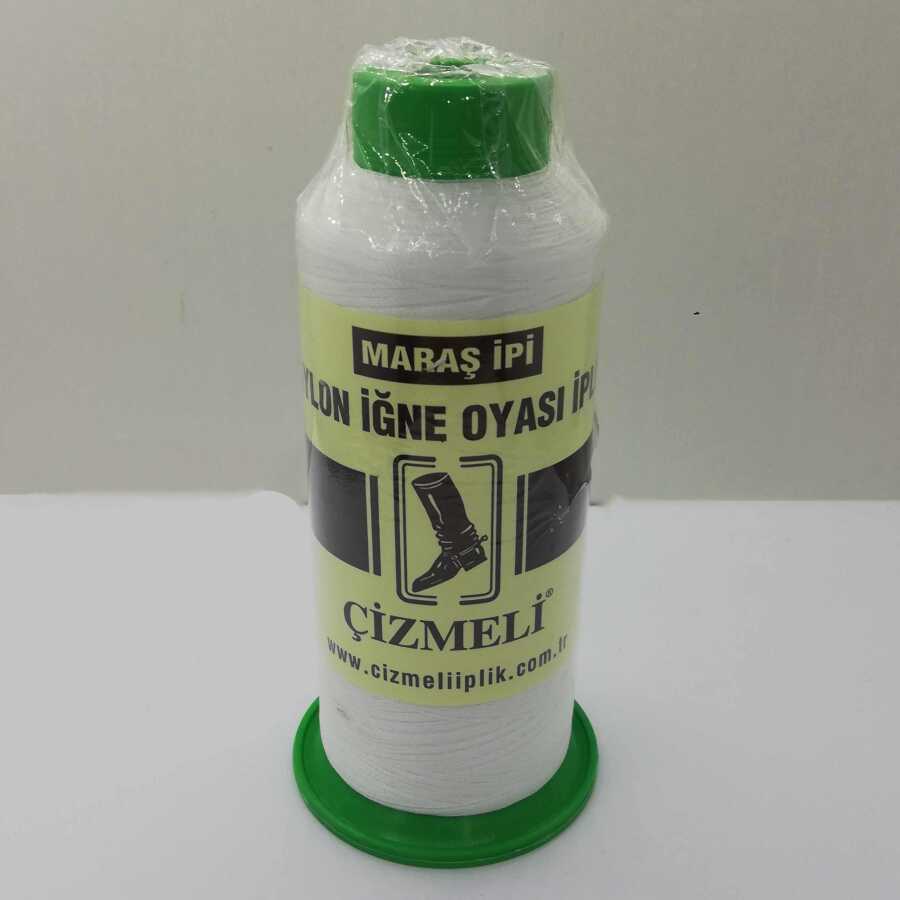 MARAŞ İPİ
YLON İĞNE OYASI İPL
ÇİZMELİ®
www.cizmeliiplik.com.tr